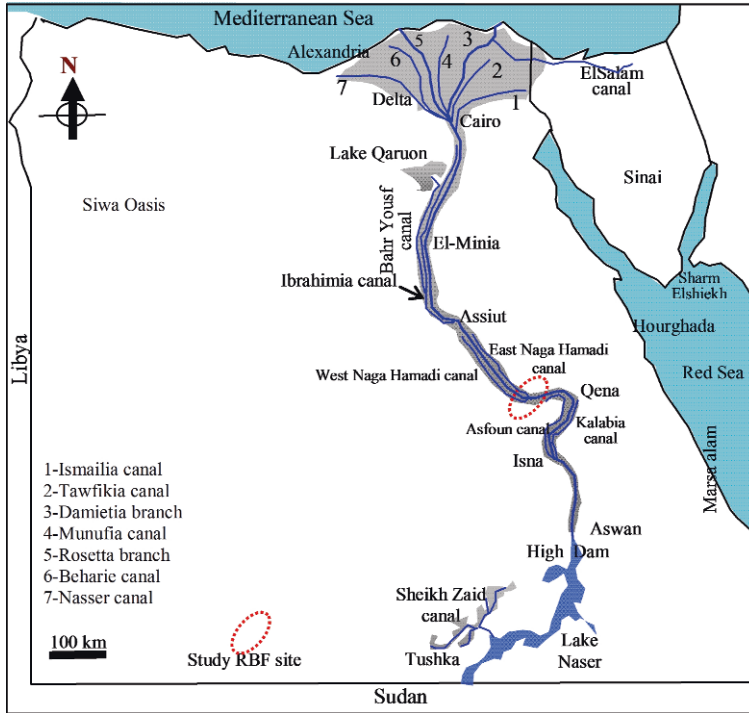 Mediterranean Sea
Alexandria
5
3
6
4
2
7
1
ElSalam
canal
N
Delta
Cairo
Lake Qaruon
Sinai
Siwa Oasis
Bahr Yousf
canal
El-Minia
Ibrahimia canal
Sharm
Elshiekh
Assiut
Hourghada
Libya
East Naga Hamadi
canal
West Naga Hamadi canal
Red Sea
Qena
Asfoun canal
Kalabia
canal
Isna
Marsa alam
1-Ismailia canal
2-Tawfikia canal
3-Damietia branch
4-Munufia canal
5-Rosetta branch
6-Beharie canal
7-Nasser canal
Aswan
High Dam
Sheikh Zaid
canal
100 km
Study RBF site
Tushka
Lake
Naser
Sudan